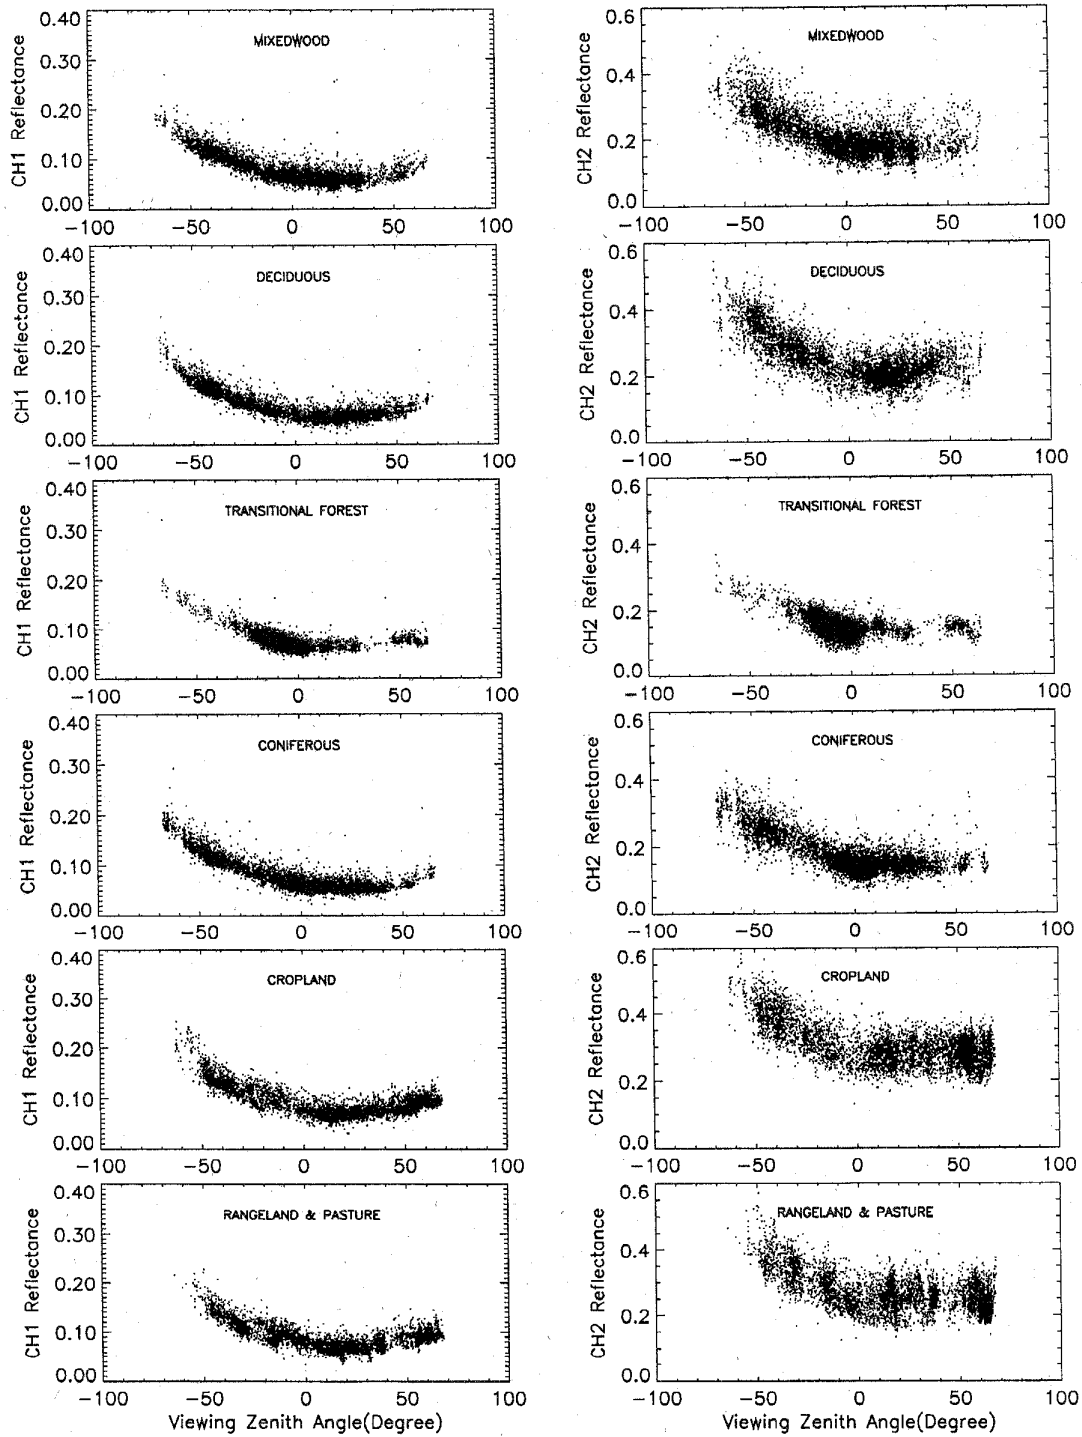 0.40
0.30
0.20
0.10
0.00
CH1 Reflectance
MIXEDWOOD
-100 -50 0 50 100
0.6
0.4
0.2
0.0
CH2 Reflectance
MIXEDWOOD
-100 -50 0 50 100
0.40
0.30
0.20
0.10
0.00
CH1 Reflectance
DECIDUOUS
-100 -50 0 50 100
0.6
0.4
0.2
0.0
CH2 Reflectance
DECIDUOUS
-100 -50 0 50 100
0.40
0.30
0.20
0.10
0.00
CH1 Reflectance
TRANSITIONAL FOREST
-100 -50 0 50 100
0.6
0.4
0.2
0.0
CH2 Reflectance
TRANSITIONAL FOREST
-100 -50 0 50 100
0.40
0.30
0.20
0.10
0.00
CH1 Reflectance
CONIFEROUS
-100 -50 0 50 100
0.6
0.4
0.2
0.0
CH2 Reflectance
CONIFEROUS
-100 -50 0 50 100
0.40
0.30
0.20
0.10
0.00
CH1 Reflectance
CROPLAND
-100 -50 0 50 100
0.6
0.4
0.2
0.0
CH2 Reflectance
CROPLAND
-100 -50 0 50 100
0.40
0.30
0.20
0.10
0.00
CH1 Reflectance
RANGELAND & PASTURE
-100 -50 0 50 100
Viewing Zenith Angle(Degree)
0.6
0.4
0.2
0.0
CH2 Reflectance
RANGELAND & PASTURE
-100 -50 0 50 100
Viewing Zenith Angle(Degree)